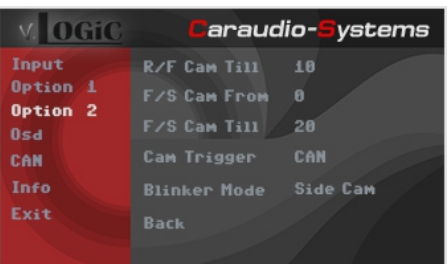 v.LOGiC Caraudio-Systems
Input
Option 1
Option 2
Osd
CAN
Info
Exit
R/F Cam Till 10
F/S Cam From 0
F/S Cam Till 20
Cam Trigger CAN
Blinker Mode Side Cam
Back